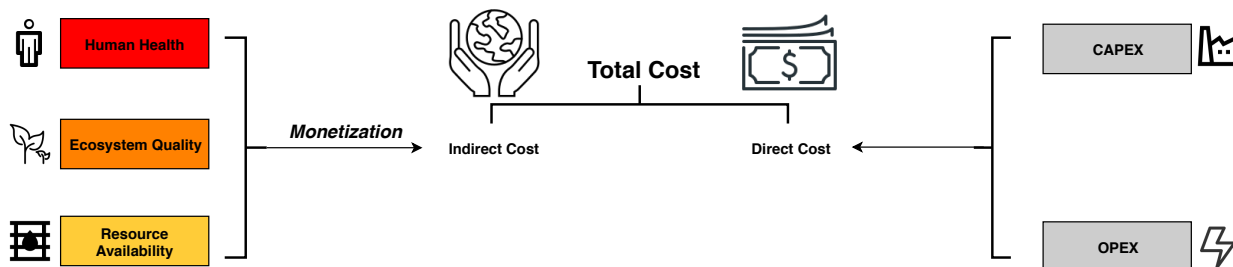 Human Health
Ecosystem Quality
Resource
Availability
Monetization
Total Cost
$
Indirect Cost
Direct Cost
CAPEX
OPEX